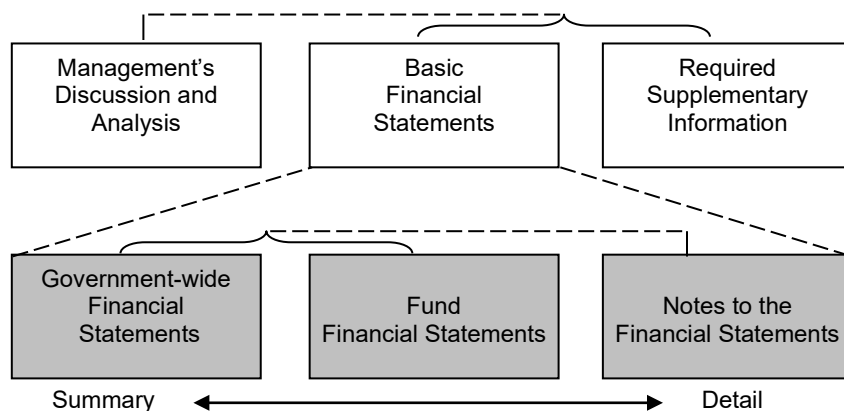 Management's
Discussion and
Analysis
Basic
Financial
Statements
Required
Supplementary
Information
Government-wide
Financial
Statements
Fund
Financial Statements
Notes to the
Financial Statements
Summary
Detail